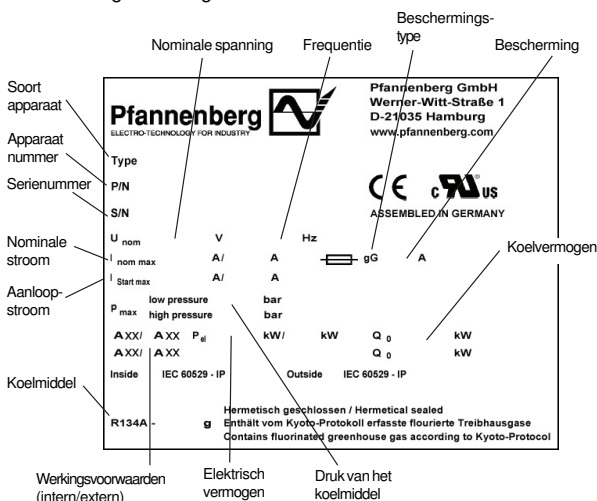 Beschermings-
type
Nominale spanning
Frequentie
Bescherming
Soort
apparaat
Apparaat
nummer
Serienummer
Nominale
stroom
Aanloop-
stroom
Koelmiddel
Pfannenberg
ELECTRO-TECHNOLOGY FOR INDUSTRY
Pfannenberg GmbH
Werner-Witt-Straße 1
D-21035 Hamburg
www.pfannenberg.com
Type
P/N
S/N
CE c RU US
ASSEMBLED IN GERMANY
U nom V Hz
I nom max A/ A gG A
I Start max A/ A
Koelvermogen
p max low pressure bar
high pressure bar
A XX/ A XX P el kW/ kW Q 0 kW
A XX/ A XX Q 0 kW
Inside IEC 60529 - IP Outside IEC 60529 - IP
Hermetisch geschlossen / Hermetical sealed
R134A - g Enthält vom Kyoto-Protokoll erfasste flourierte Treibhausgase
Contains fluorinated greenhouse gas according to Kyoto-Protocol
Werkingsvoorwaarden
(intern/extern)
Elektrisch
vermogen
Druk van het
koelmiddel